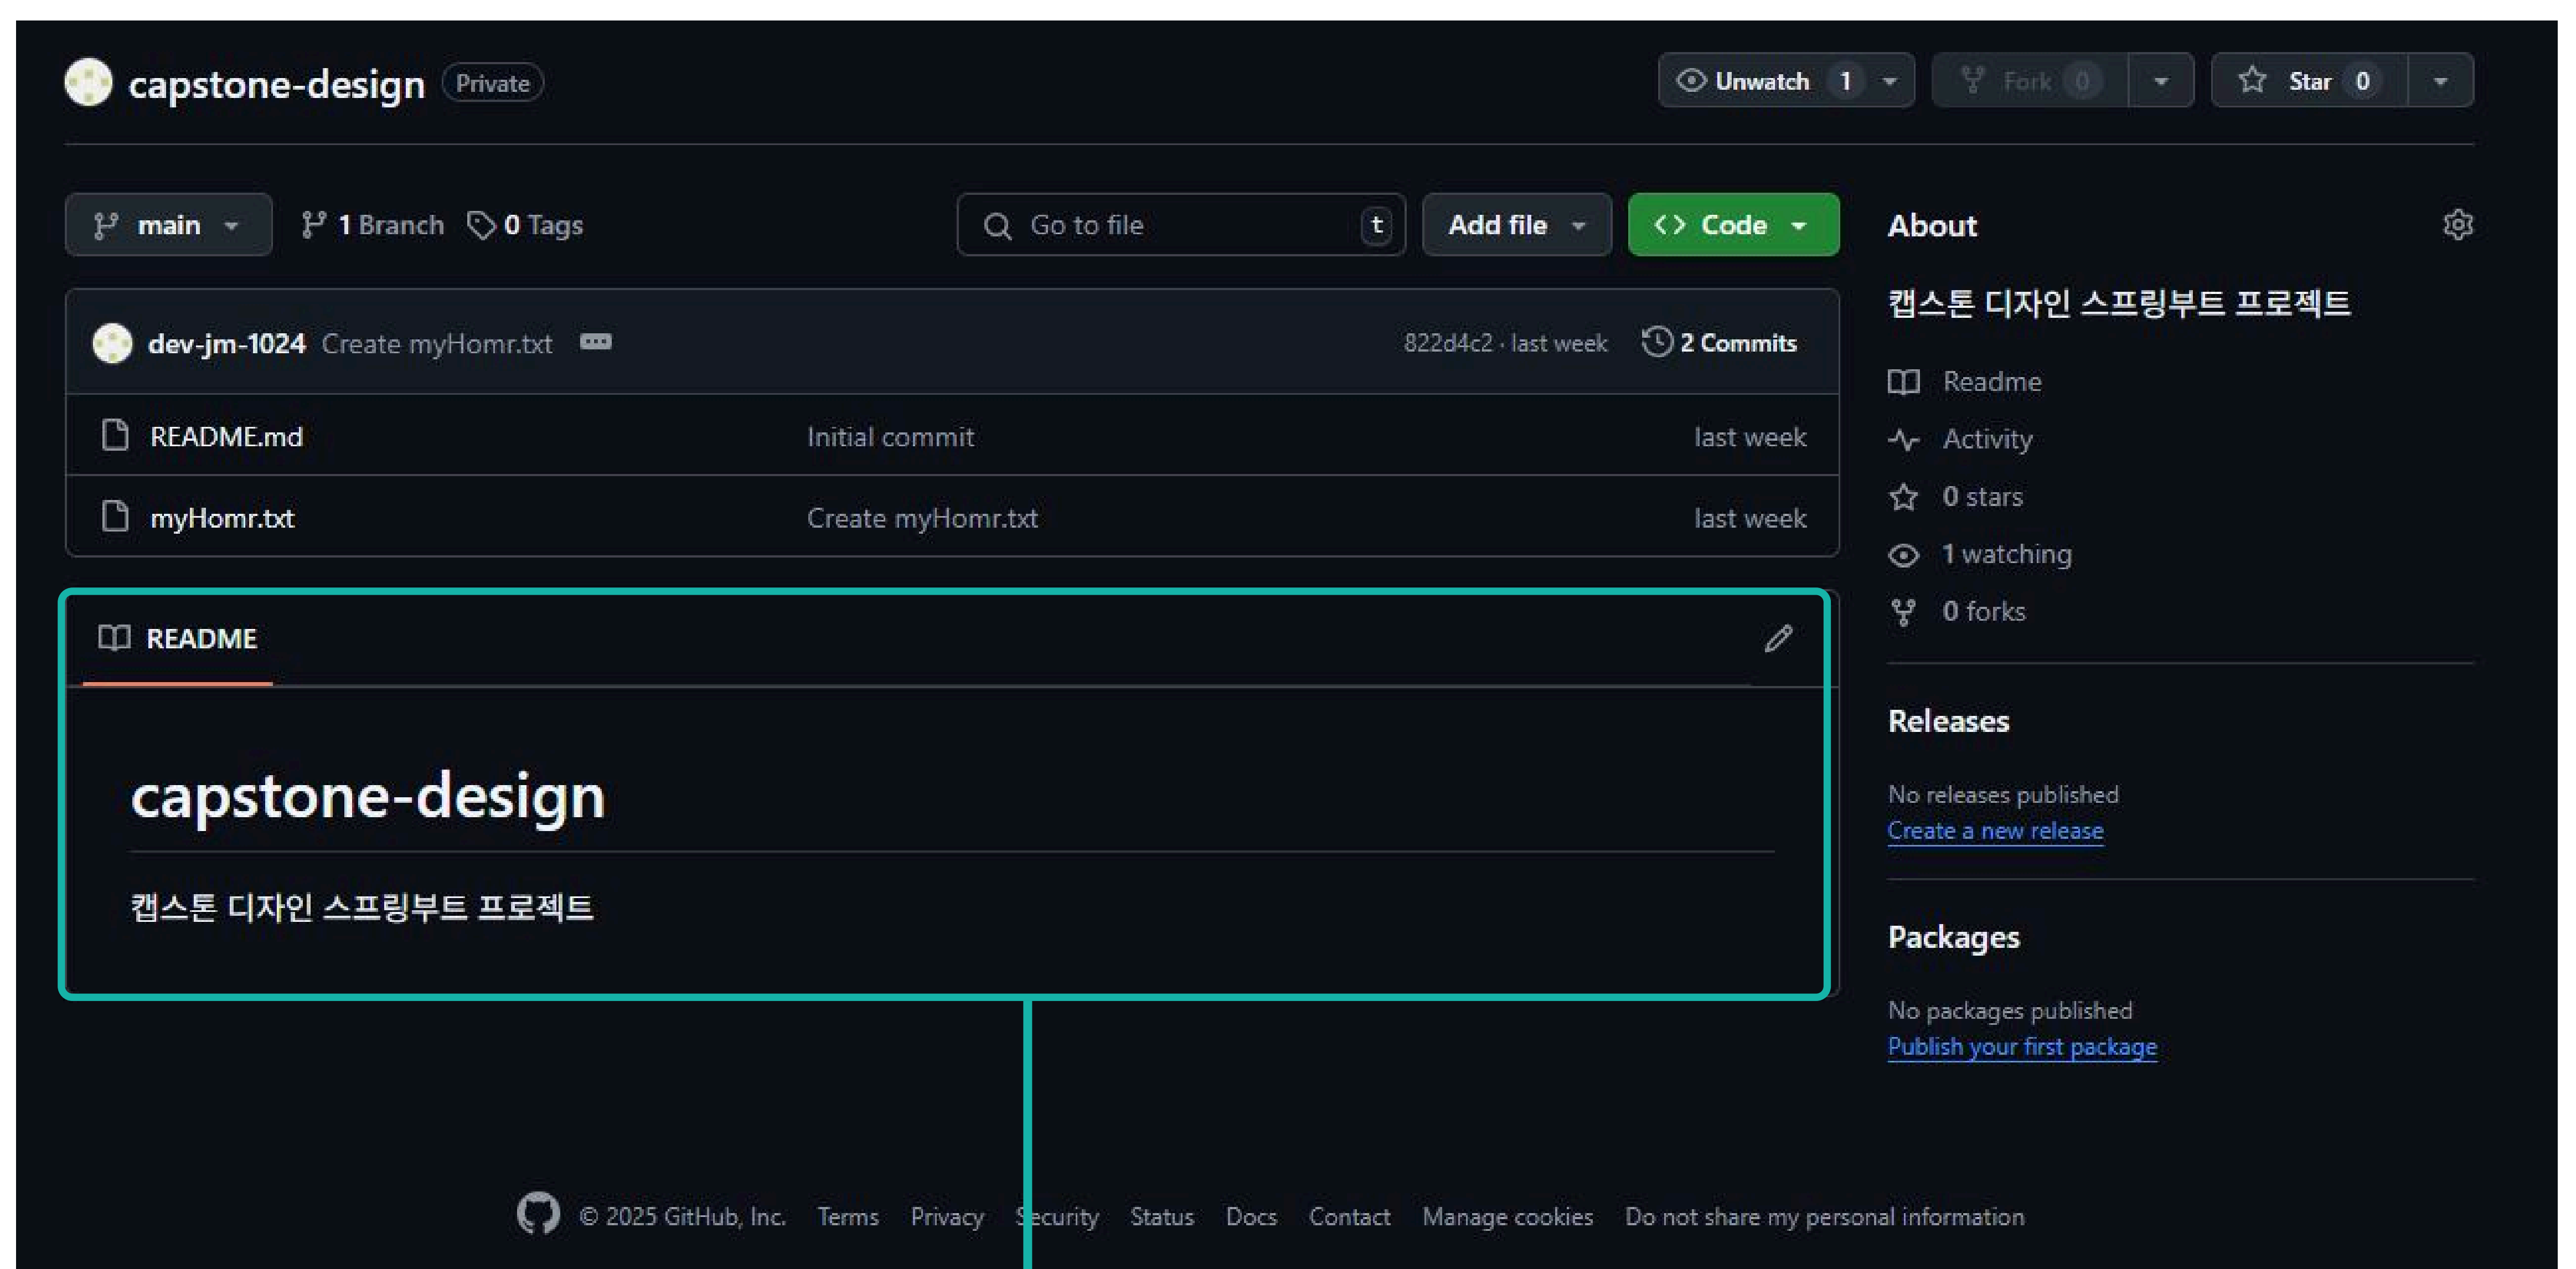 capstone-design Private Unwatch 1 Fork 0 Star 0
main 1 Branch 0 Tags Go to file t Add file Code
dev-jm-1024 Create myHomr.txt 822d4c2 · last week 2 Commits
README.md Initial commit last week
myHomr.txt Create myHomr.txt last week
README
capstone-design
캡스톤 디자인 스프링부트 프로젝트
About
캡스톤 디자인 스프링부트 프로젝트
Readme
Activity
0 stars
1 watching
0 forks
Releases
No releases published
Create a new release
Packages
No packages published
Publish your first package
© 2025 GitHub, Inc. Terms Privacy Security Status Docs Contact Manage cookies Do not share my personal information